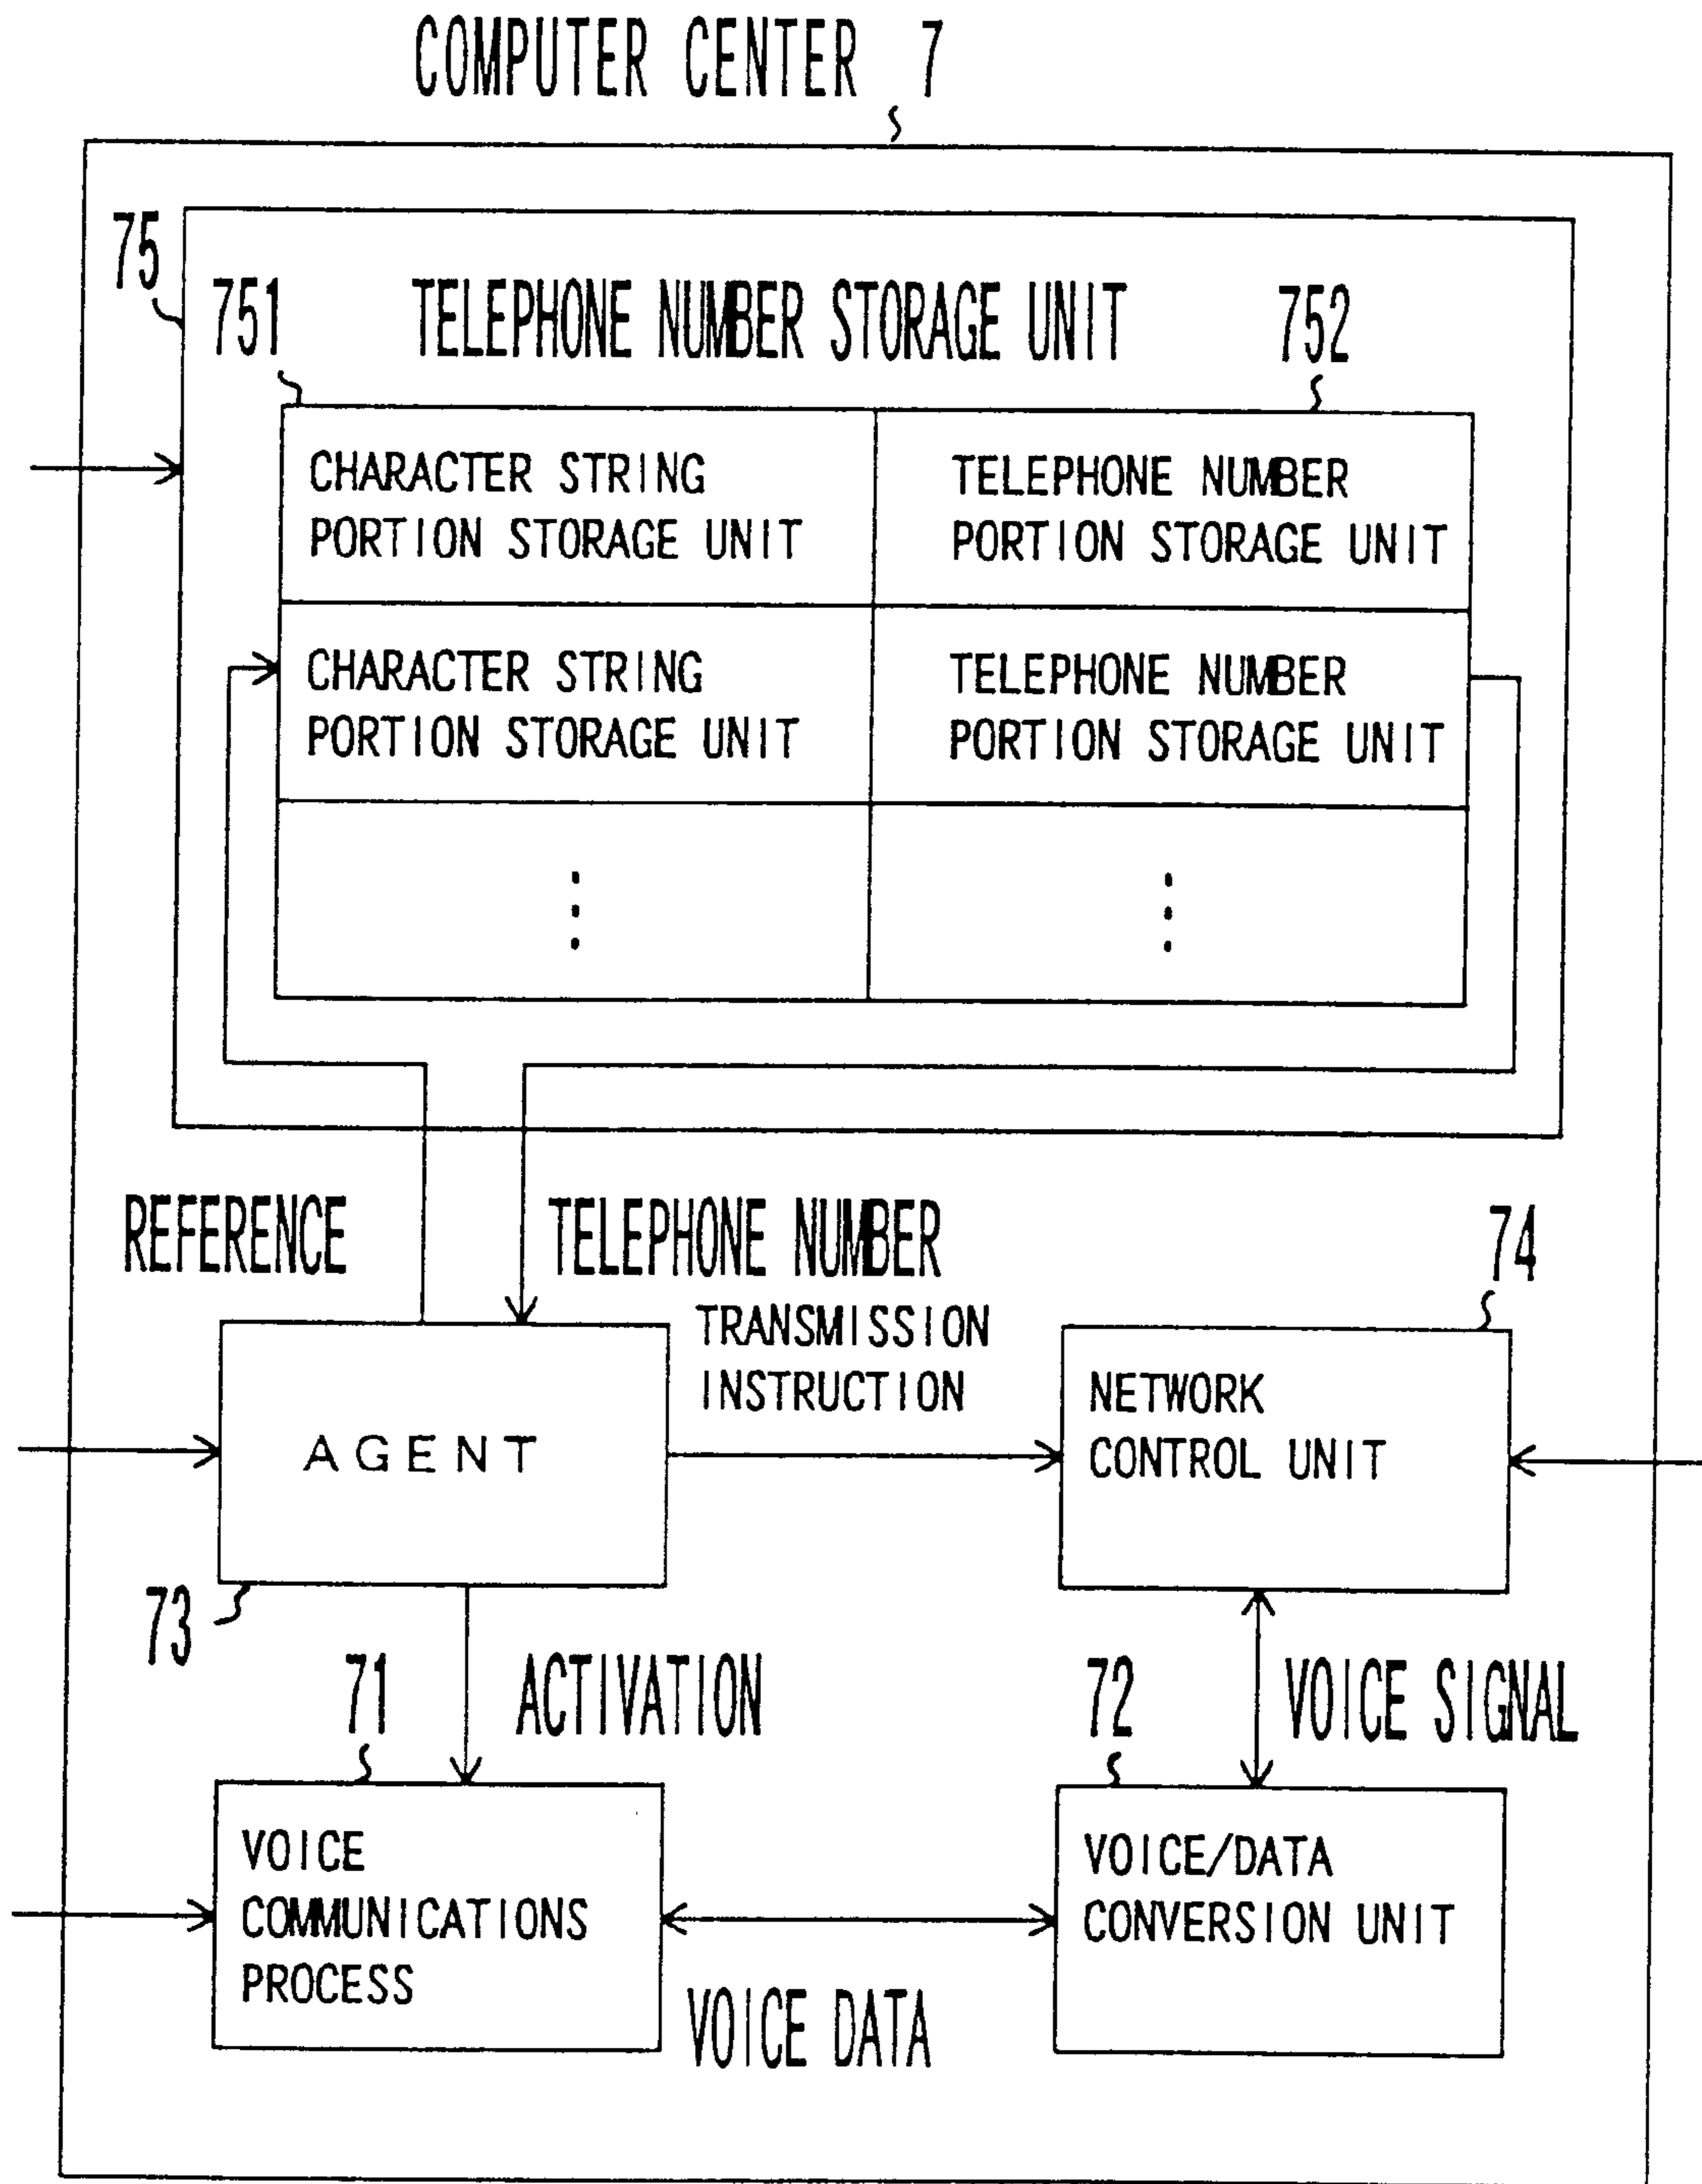 COMPUTER CENTER 7
75
751
TELEPHONE NUMBER STORAGE UNIT
752
CHARACTER STRING
PORTION STORAGE UNIT
TELEPHONE NUMBER
PORTION STORAGE UNIT
CHARACTER STRING
PORTION STORAGE UNIT
TELEPHONE NUMBER
PORTION STORAGE UNIT
REFERENCE
TELEPHONE NUMBER
74
TRANSMISSION
INSTRUCTION
AGENT
NETWORK
CONTROL UNIT
73
71
ACTIVATION
72
VOICE SIGNAL
VOICE
COMMUNICATIONS
PROCESS
VOICE/DATA
CONVERSION UNIT
VOICE DATA